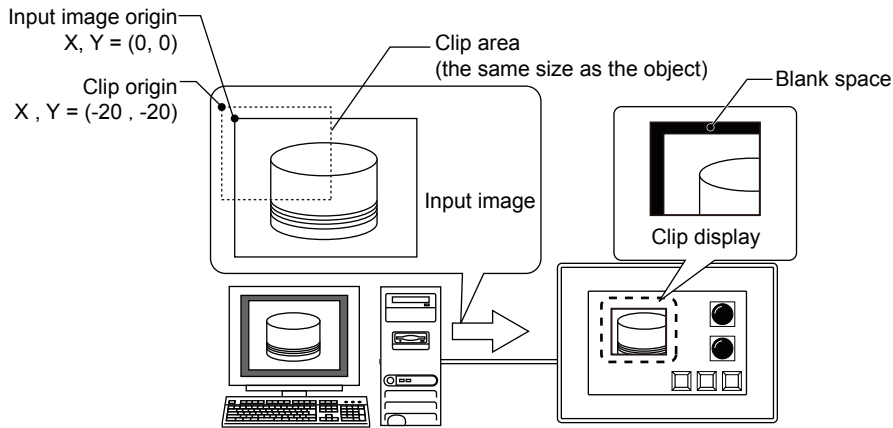 Input image origin
X, Y = (0, 0)
Clip origin
X , Y = (-20 , -20)
Clip area
(the same size as the object)
Input image
Blank space
Clip display